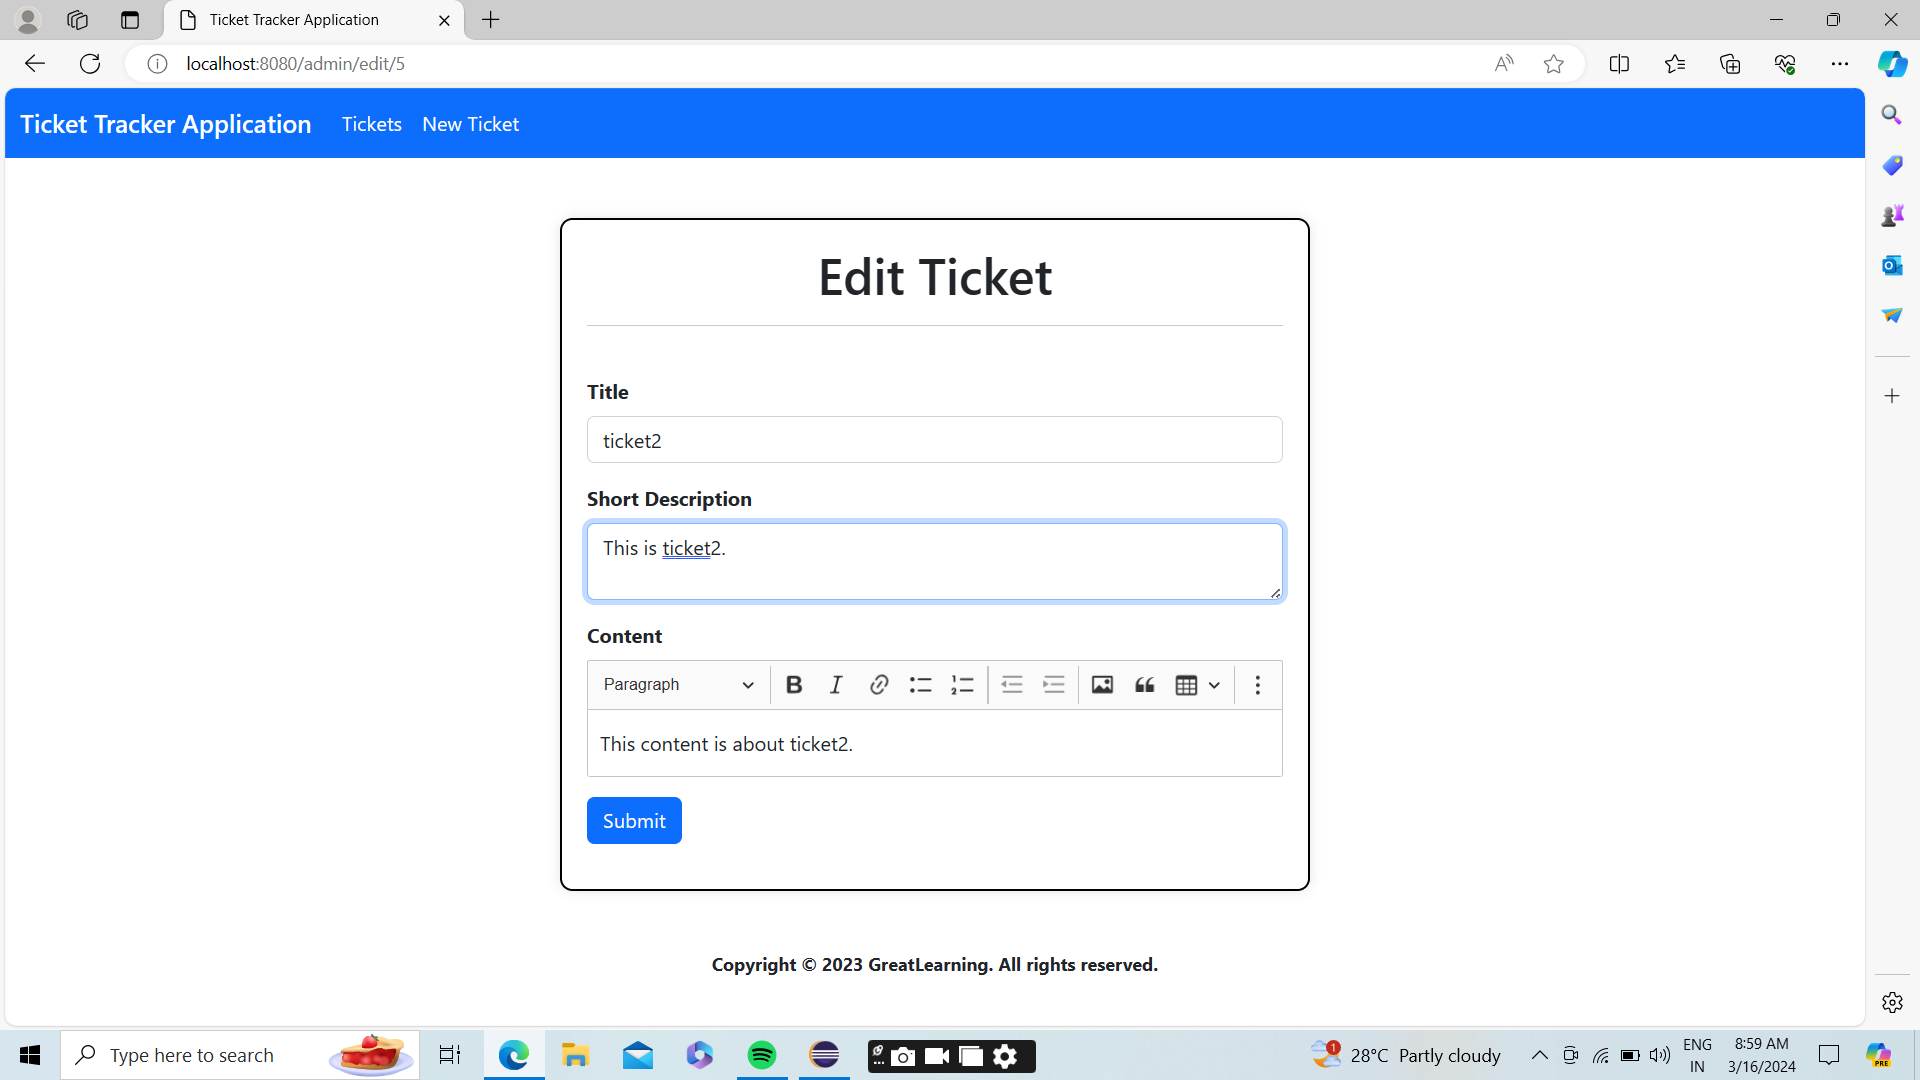 Ticket Tracker Application
localhost:8080/admin/edit/5
Ticket Tracker Application Tickets New Ticket
Edit Ticket
Title
ticket2
Short Description
This is ticket2.
Content
Paragraph
This content is about ticket2.
Submit
Copyright © 2023 GreatLearning. All rights reserved.
Type here to search
1
28°C Partly cloudy
ENG
IN
8:59 AM
3/16/2024
PRE